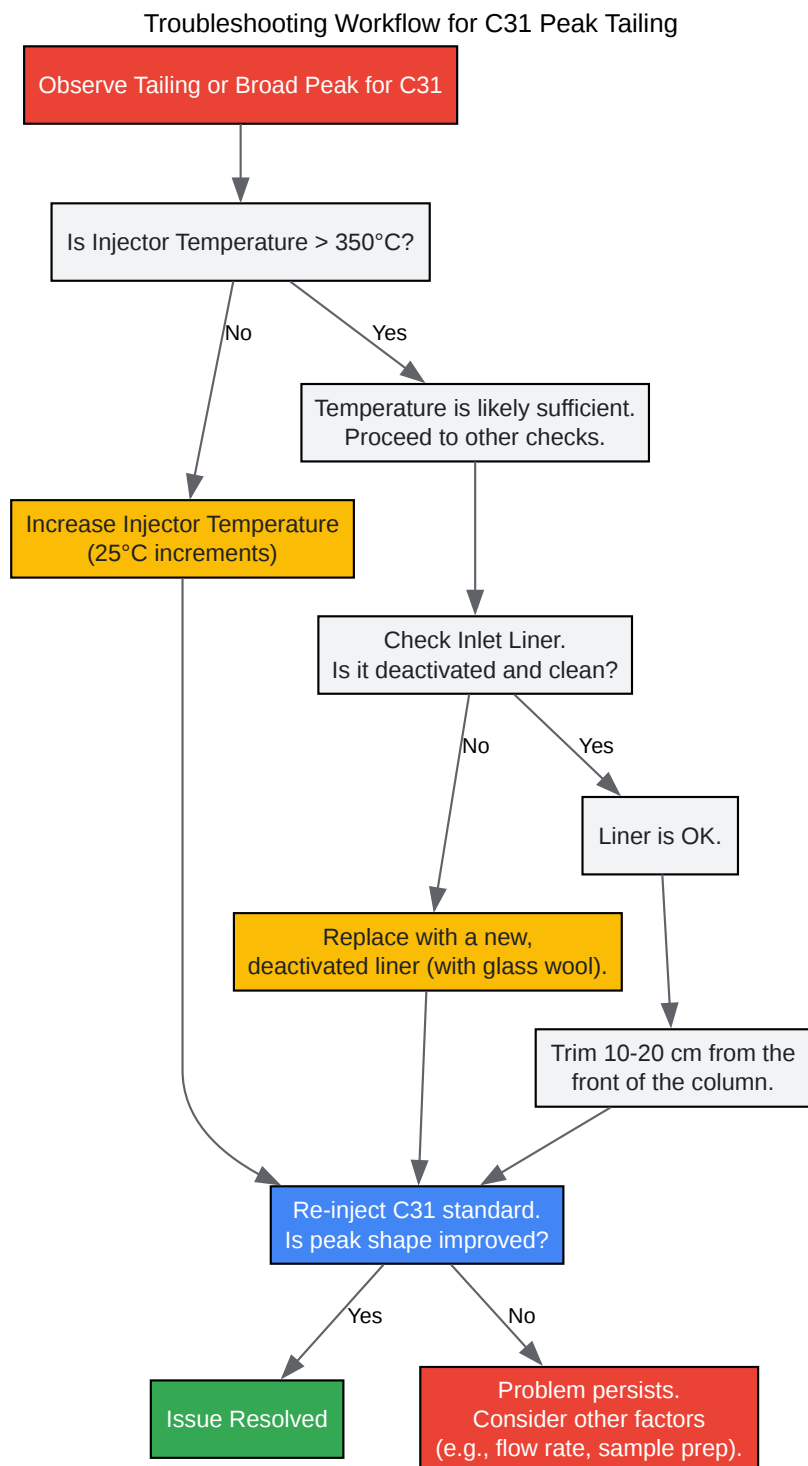 Troubleshooting Workflow for C31 Peak Tailing
Observe Tailing or Broad Peak for C31
Is Injector Temperature > 350°C?
No
Yes
Temperature is likely sufficient.
Proceed to other checks.
Increase Injector Temperature
(25°C increments)
Check Inlet Liner.
Is it deactivated and clean?
No
Yes
Liner is OK.
Replace with a new,
deactivated liner (with glass wool).
Trim 10-20 cm from the
front of the column.
Re-inject C31 standard.
Is peak shape improved?
Yes
No
Issue Resolved
Problem persists.
Consider other factors
(e.g., flow rate, sample prep).